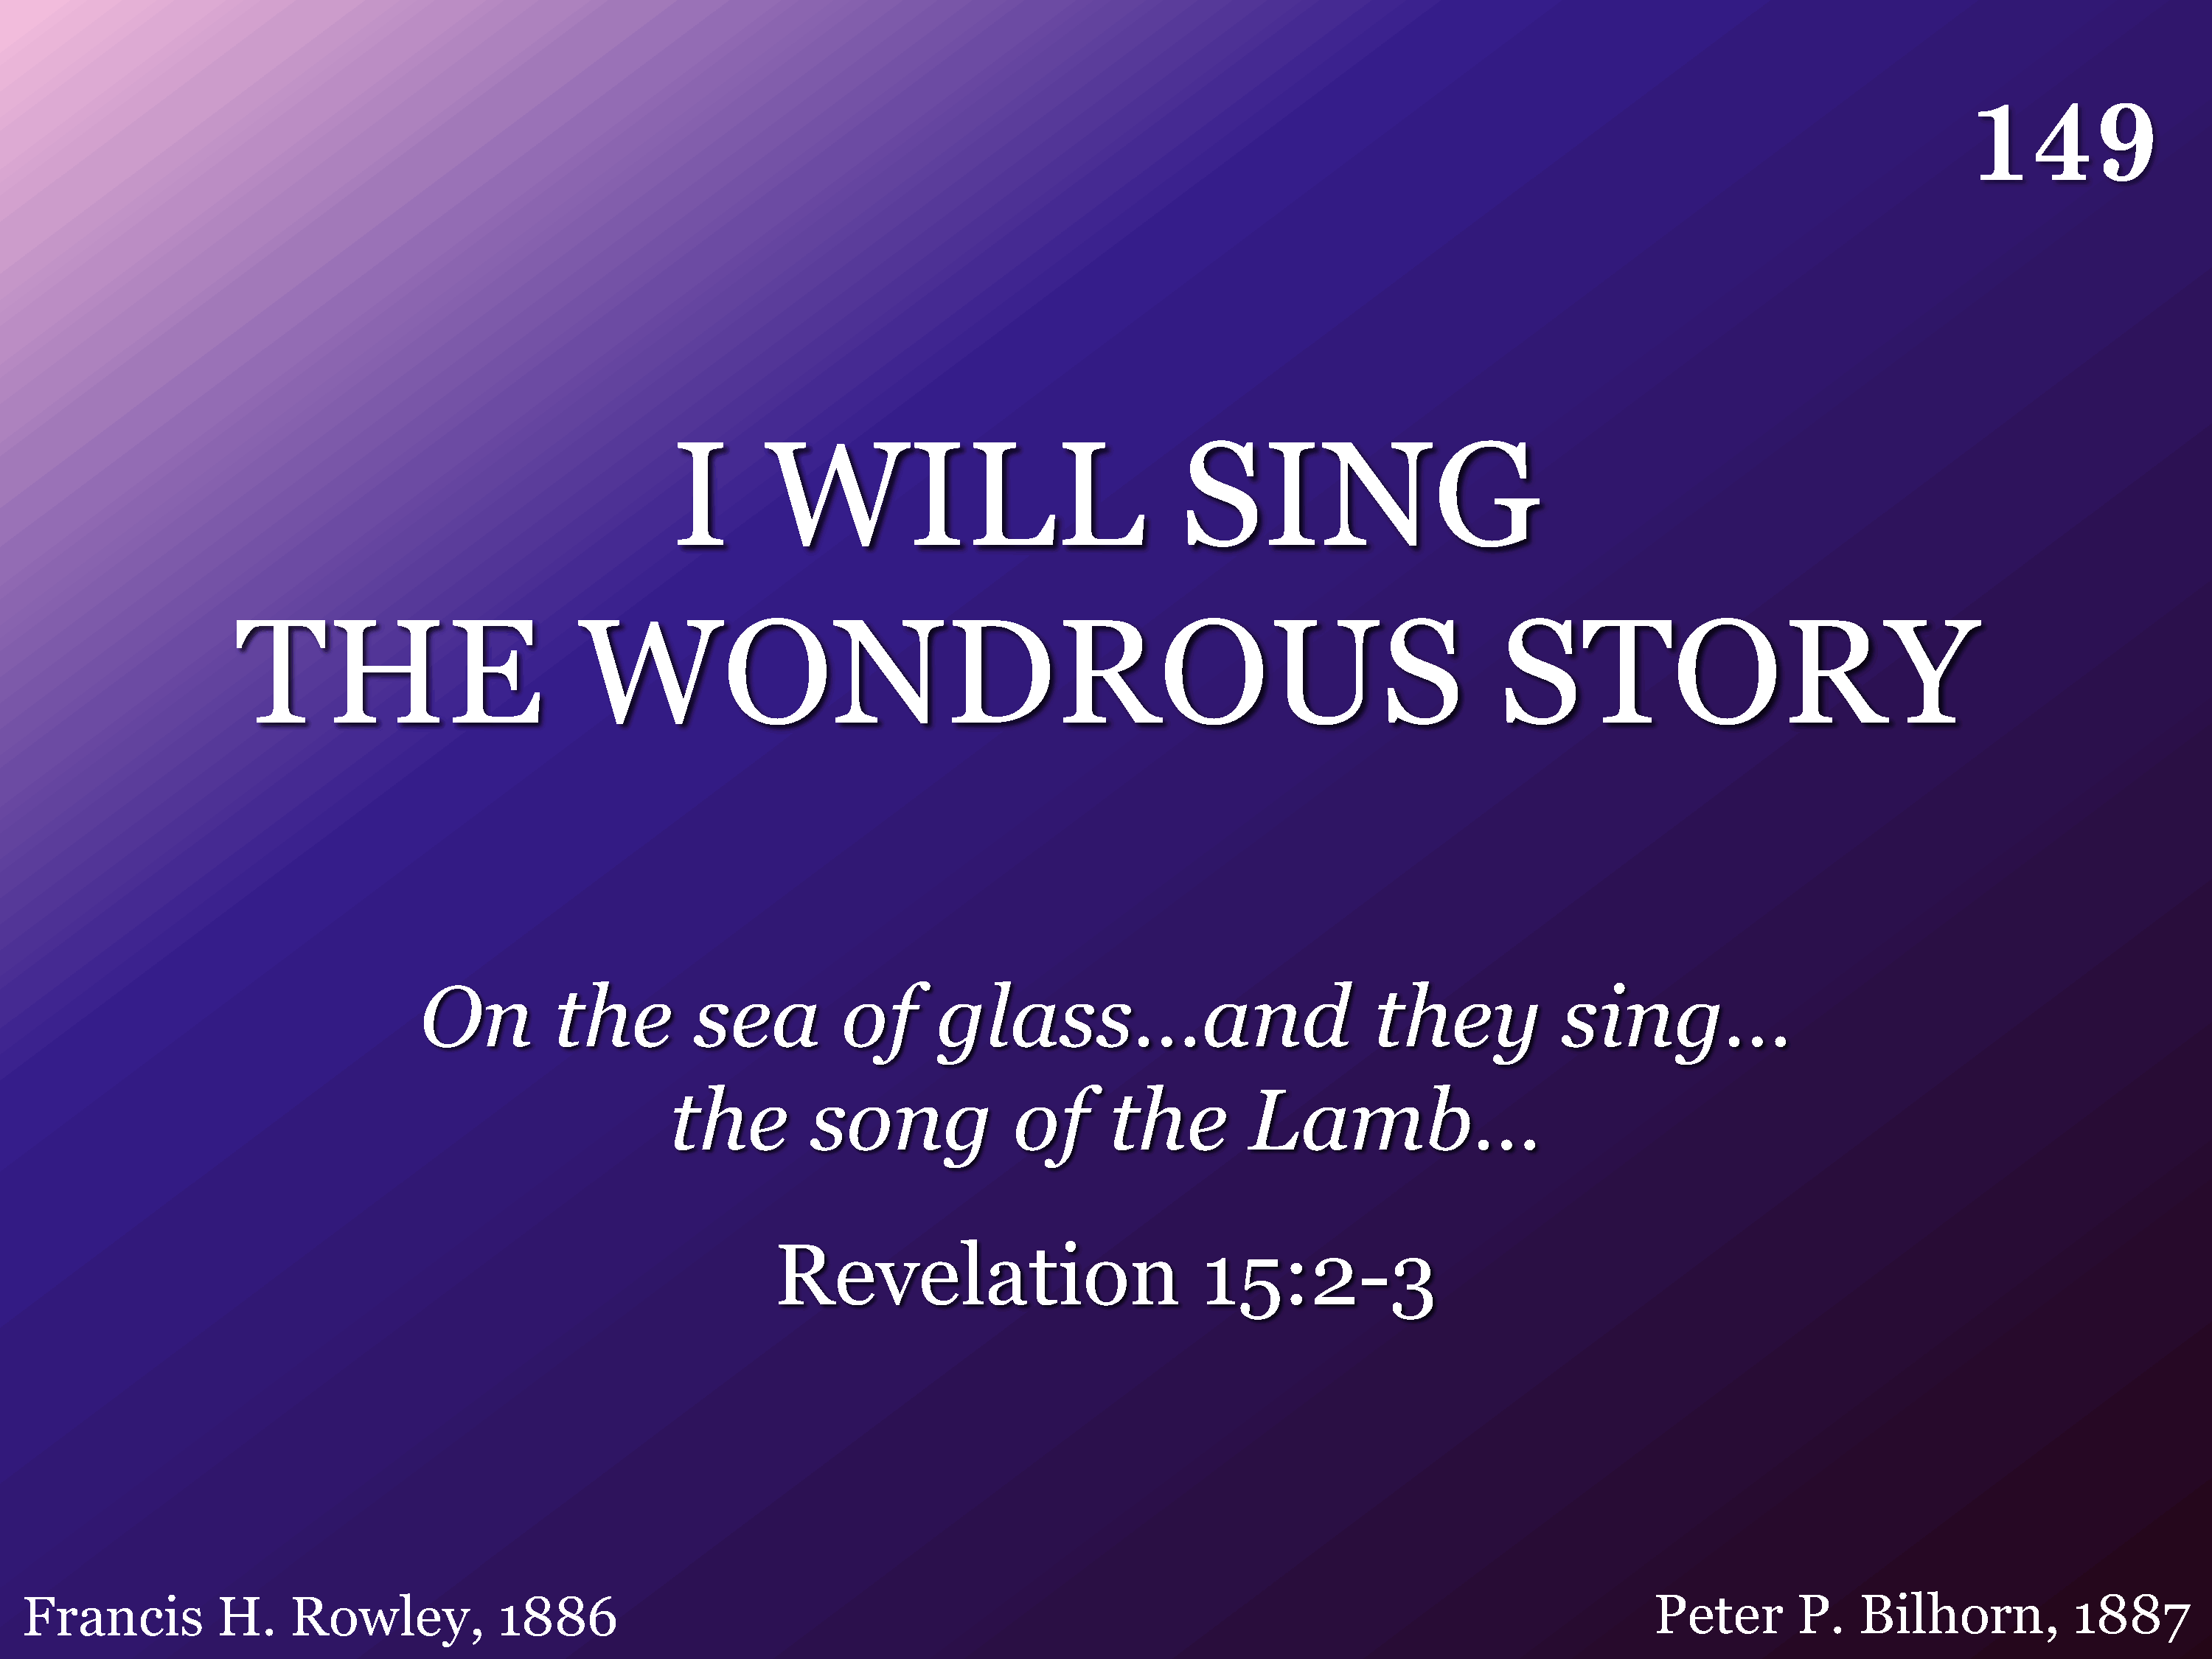 149
I WILL SING
THE WONDROUS STORY
On the sea of glass…and they sing…
the song of the Lamb…
Revelation 15:2-3
Francis H. Rowley, 1886
Peter P. Bilhorn, 1887